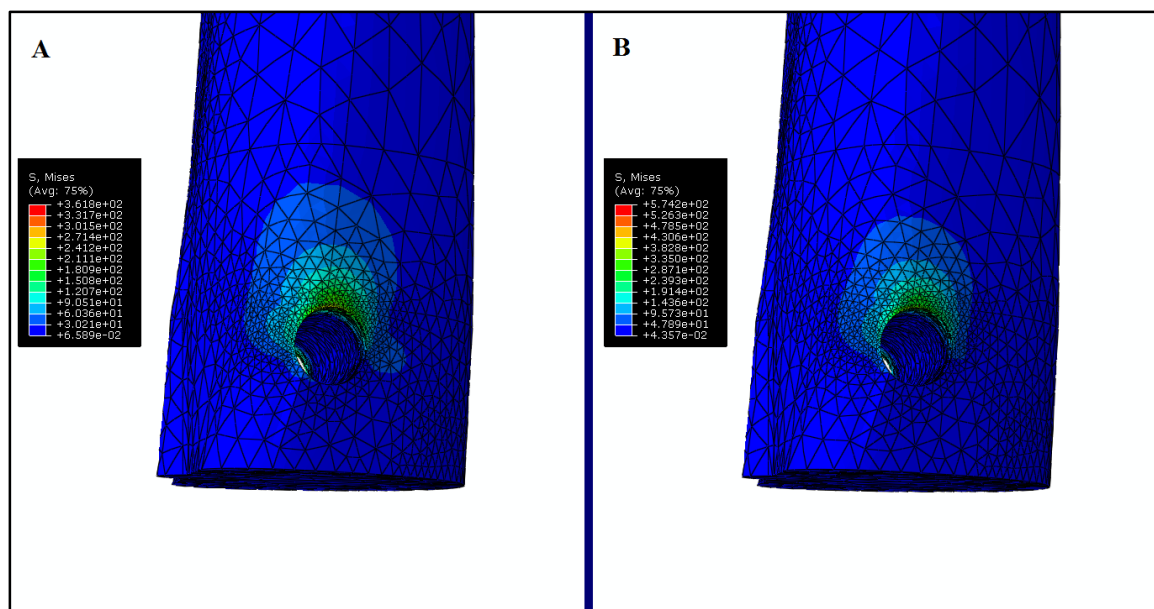 A
S, Mises
(Avg: 75%)
+3.618e+02
+3.317e+02
+3.015e+02
+2.714e+02
+2.412e+02
+2.111e+02
+1.809e+02
+1.508e+02
+1.207e+02
+9.051e+01
+6.036e+01
+3.021e+01
+6.589e-02
B
S, Mises
(Avg: 75%)
+5.742e+02
+5.263e+02
+4.785e+02
+4.306e+02
+3.828e+02
+3.350e+02
+2.871e+02
+2.393e+02
+1.914e+02
+1.436e+02
+9.573e+01
+4.789e+01
+4.357e-02